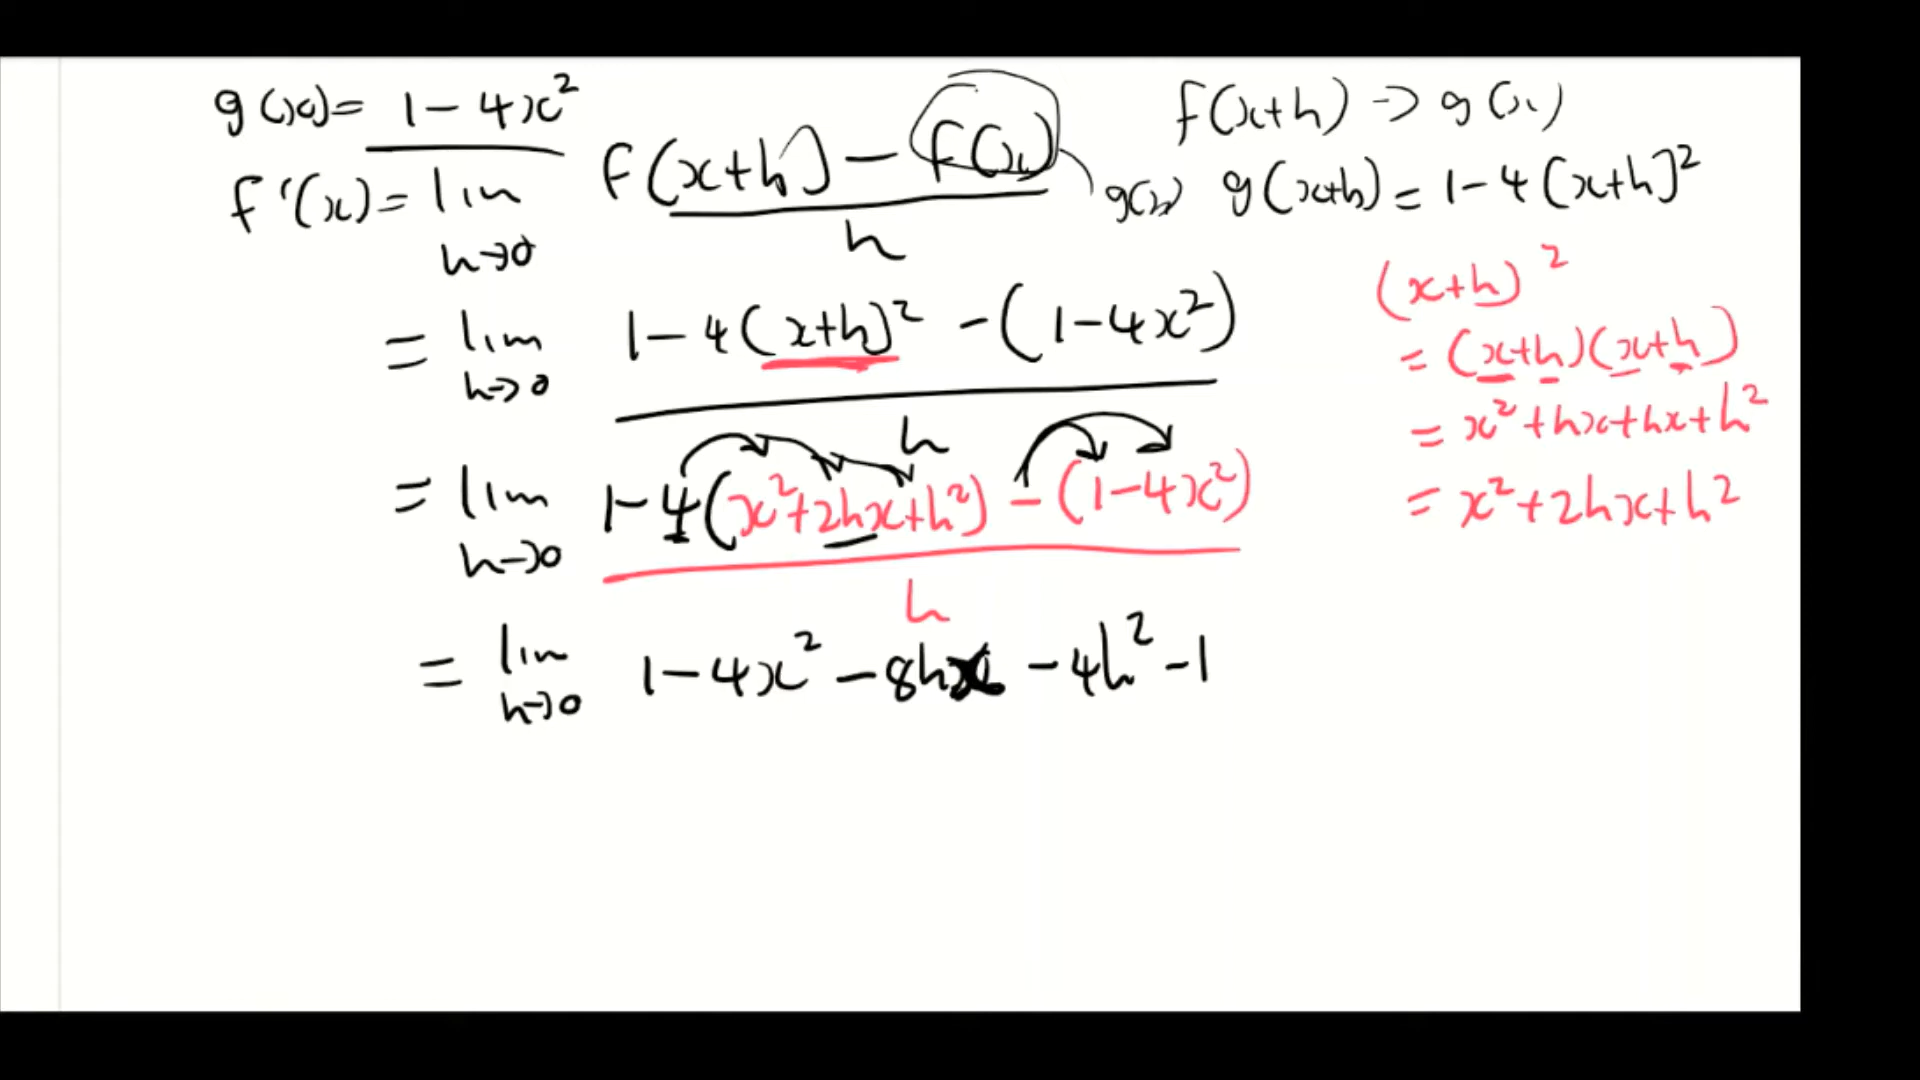 g(x)= 1-4x²
f'(x)= lim h→0 f(x+h) - f(x) / h
g(x)
f(x+h) → g(x)
g(x+h) = 1-4(x+h)²
= lim h→0 1-4(x+h)² -(1-4x²) / h
= lim h→0 1-4(x²+2hx+h²) -(1-4x²) / h
= lim h→0 1-4x² -8hx -4h² -1
(x+h)²
= (x+h)(x+h)
= x²+hx+hx+h²
= x²+2hx+h²